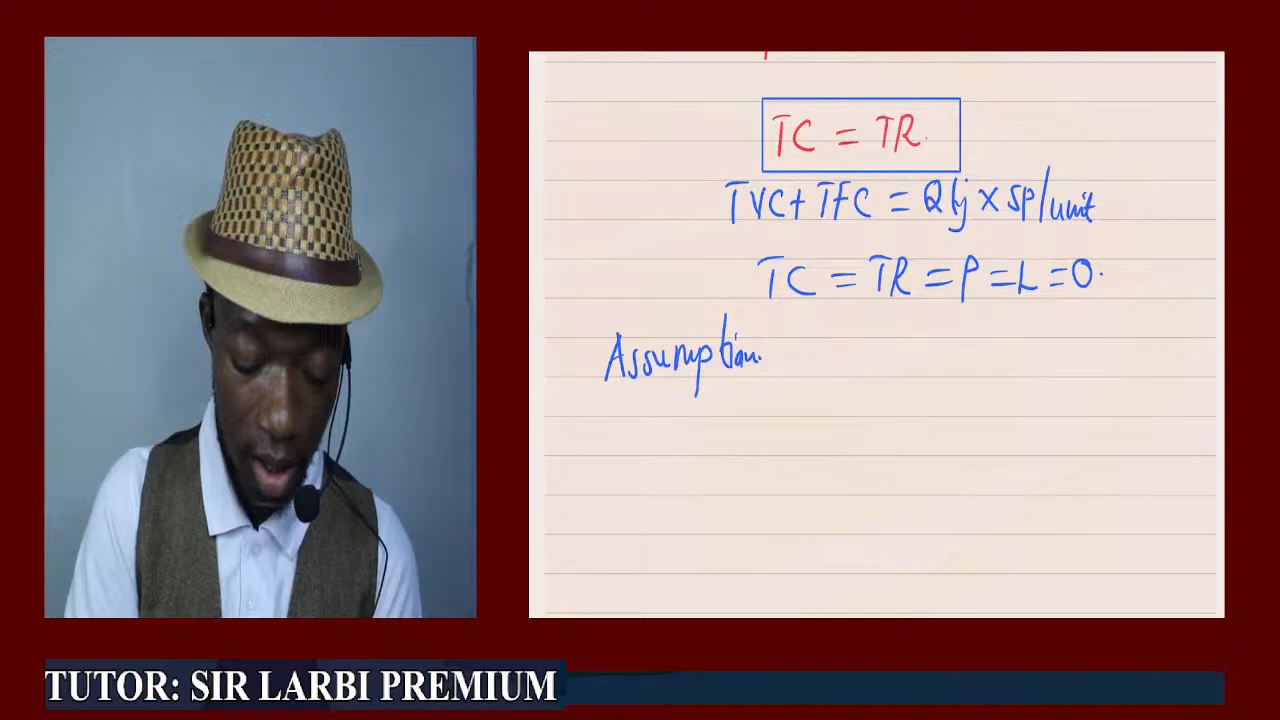 TC = TR.
TVC + TFC = Qty × SP/unit
TC = TR = P = L = 0.
Assumption.
TUTOR: SIR LARBI PREMIUM